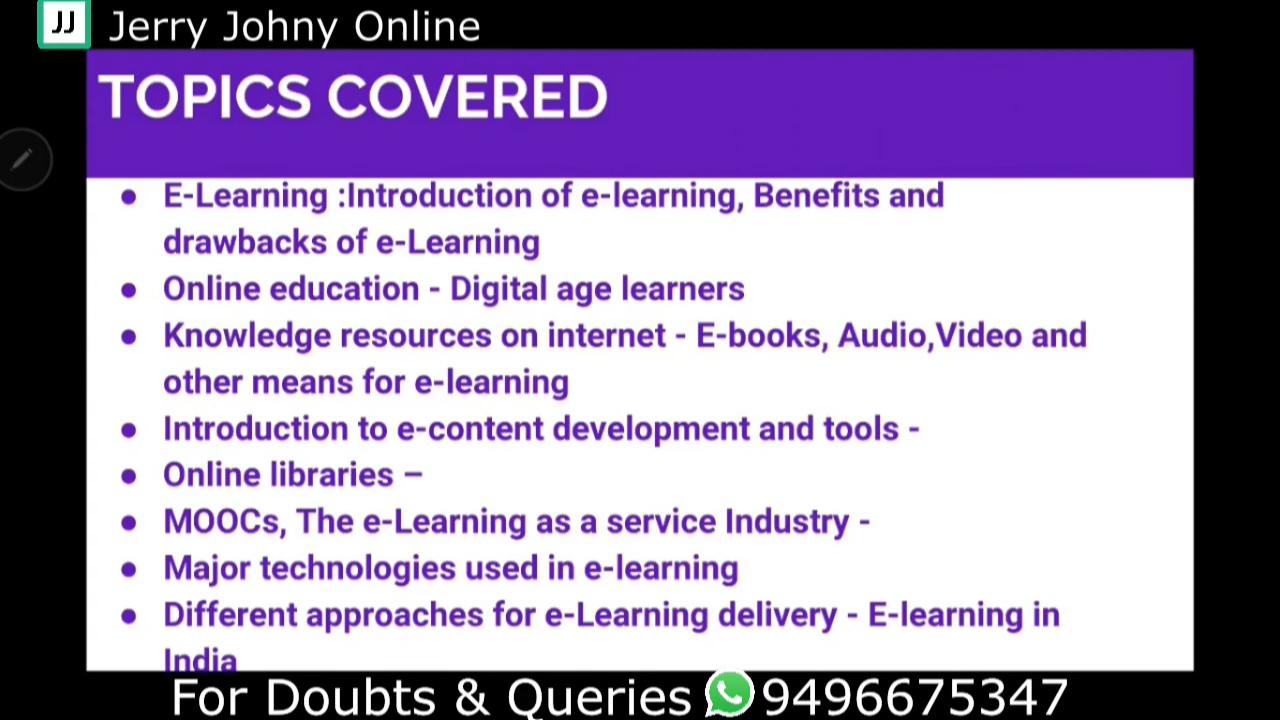 JJ Jerry Johny Online
TOPICS COVERED
● E-Learning :Introduction of e-learning, Benefits and
drawbacks of e-Learning
● Online education - Digital age learners
● Knowledge resources on internet - E-books, Audio,Video and
other means for e-learning
● Introduction to e-content development and tools -
● Online libraries –
● MOOCs, The e-Learning as a service Industry -
● Major technologies used in e-learning
● Different approaches for e-Learning delivery - E-learning in
India
For Doubts & Queries 9496675347